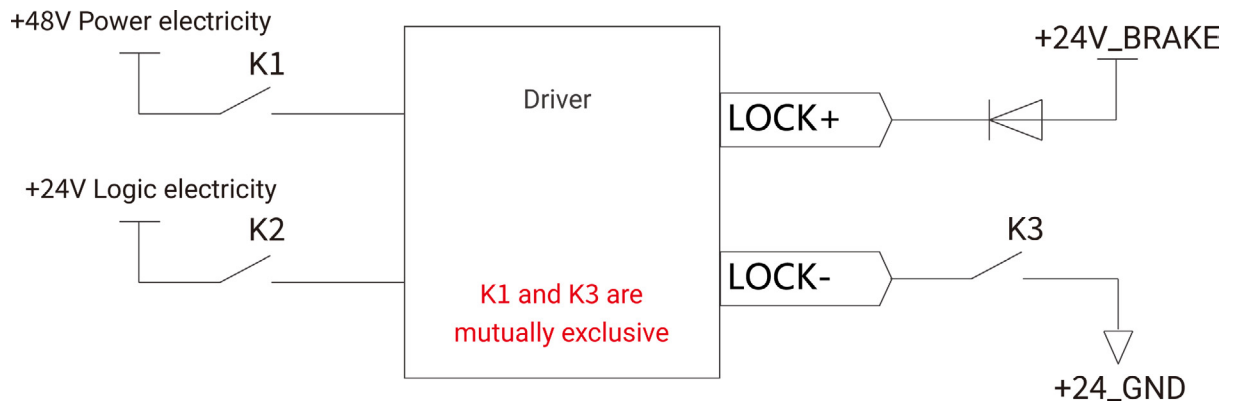 +48V Power electricity
K1
+24V_BRAKE
Driver
LOCK+
+24V Logic electricity
K2
K3
LOCK-
K1 and K3 are
mutually exclusive
+24_GND